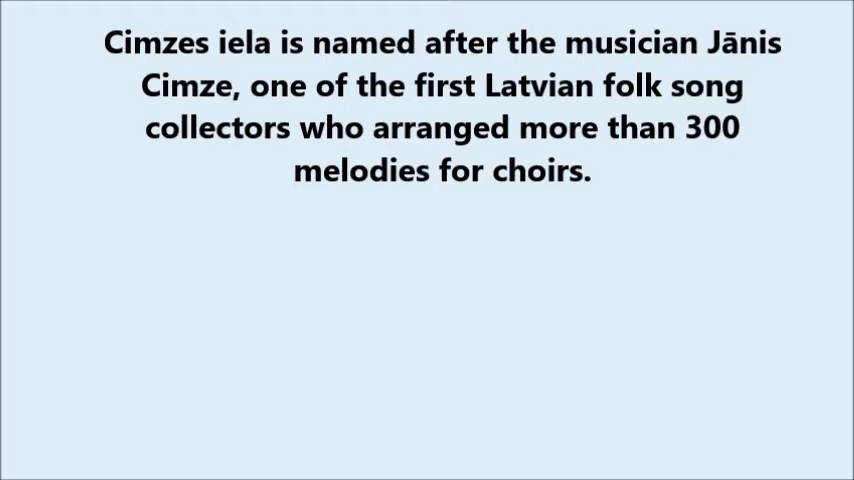 Cimzes iela is named after the musician Jānis
Cimze, one of the first Latvian folk song
collectors who arranged more than 300
melodies for choirs.